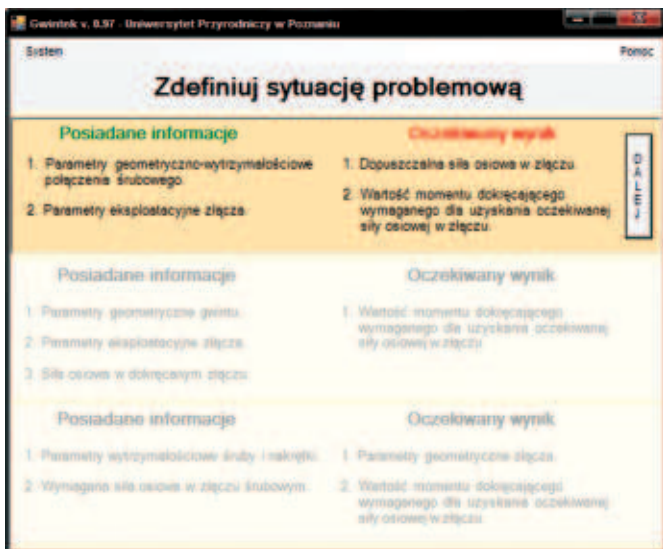 Gwintek v. 0.97 - Uniwersytet Przyrodniczy w Poznaniu
System Pomoc
Zdefiniuj sytuację problemową
Posiadane informacje
1. Parametry geometryczno-wytrzymałościowe
połączenia śrubowego.
2. Parametry eksploatacyjne złącza.
Oczekiwany wynik
1. Dopuszczalna siła osiowa w złączu.
2. Wartość momentu dokręcającego
wymaganego dla uzyskania oczekiwanej
siły osiowej w złączu.
DALEJ
Posiadane informacje
1. Parametry geometryczne gwintu.
2. Parametry eksploatacyjne złącza.
3. Siła osiowa w dokręcanym złączu.
Oczekiwany wynik
1. Wartość momentu dokręcającego
wymaganego dla uzyskania oczekiwanej
siły osiowej w złączu.
Posiadane informacje
1. Parametry wytrzymałościowe śruby i nakrętki.
2. Wymagana siła osiowa w złączu śrubowym.
Oczekiwany wynik
1. Parametry geometryczne złącza.
2. Wartość momentu dokręcającego
wymaganego dla uzyskania oczekiwanej
siły osiowej w złączu.